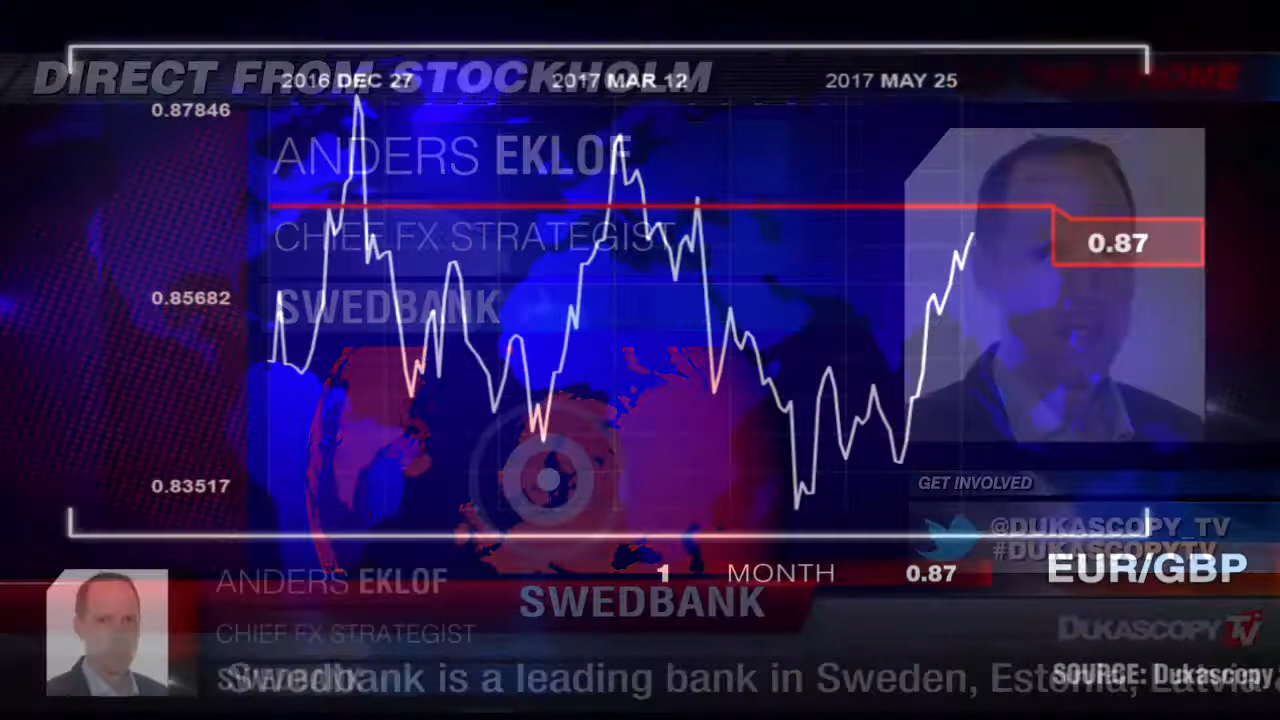 DIRECT FROM STOCKHOLM
PHONE
2016 DEC 27
2017 MAR 12
2017 MAY 25
0.87846
ANDERS EKLOF
CHIEF FX STRATEGIST
0.87
0.85682
SWEDBANK
0.83517
GET INVOLVED
@DUKASCOPY_TV
#DUKASCOPYTV
EUR/GBP
1 MONTH 0.87
ANDERS EKLOF
SWEDBANK
CHIEF FX STRATEGIST
DUKASCOPY TV
SWEDBANK
Swedbank is a leading bank in Sweden, Estonia, Latvia
SOURCE: Dukascopy